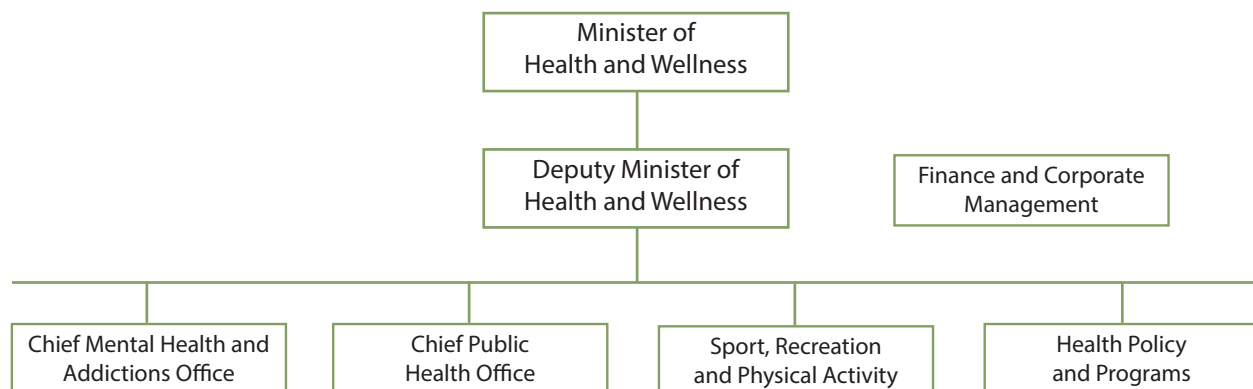 Minister of
Health and Wellness
Deputy Minister of
Health and Wellness
Finance and Corporate
Management
Chief Mental Health and
Addictions Office
Chief Public
Health Office
Sport, Recreation
and Physical Activity
Health Policy
and Programs